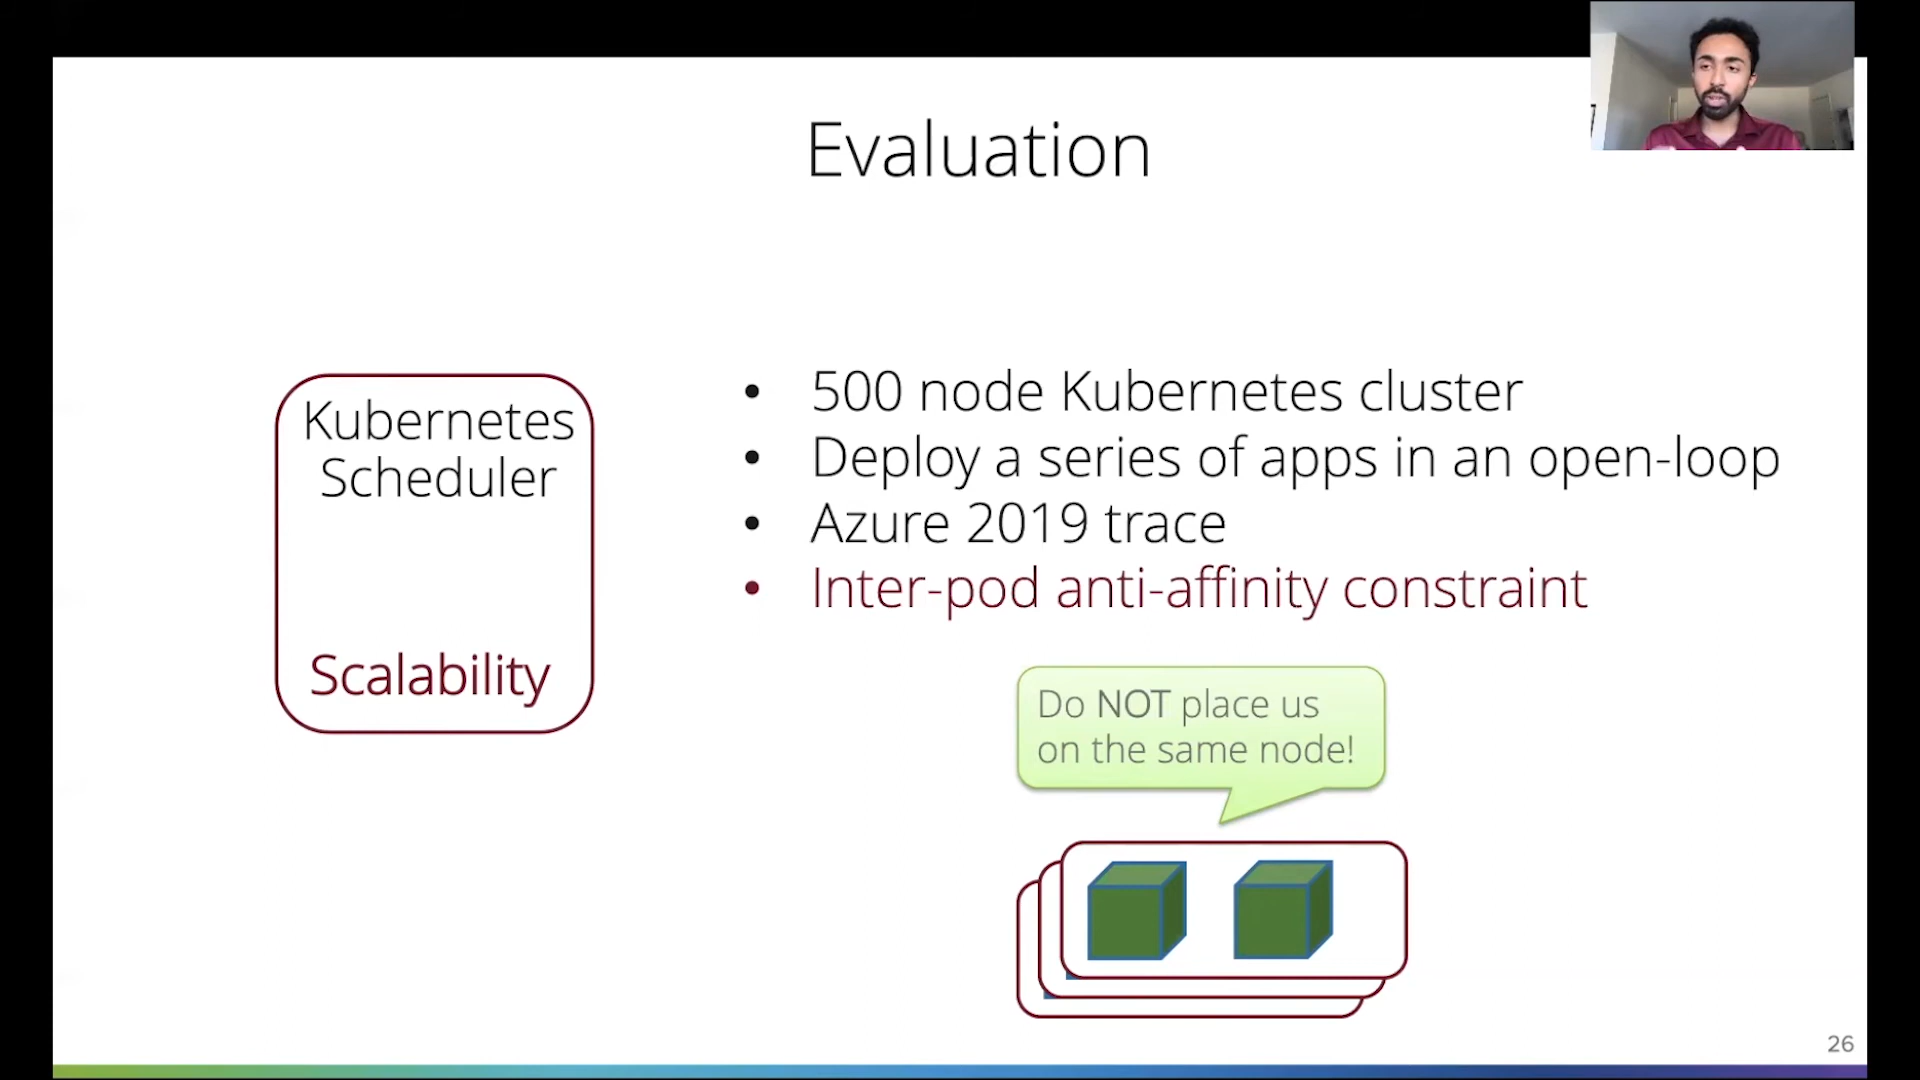 Evaluation
Kubernetes
Scheduler
Scalability
• 500 node Kubernetes cluster
• Deploy a series of apps in an open-loop
• Azure 2019 trace
• Inter-pod anti-affinity constraint
Do NOT place us
on the same node!
26